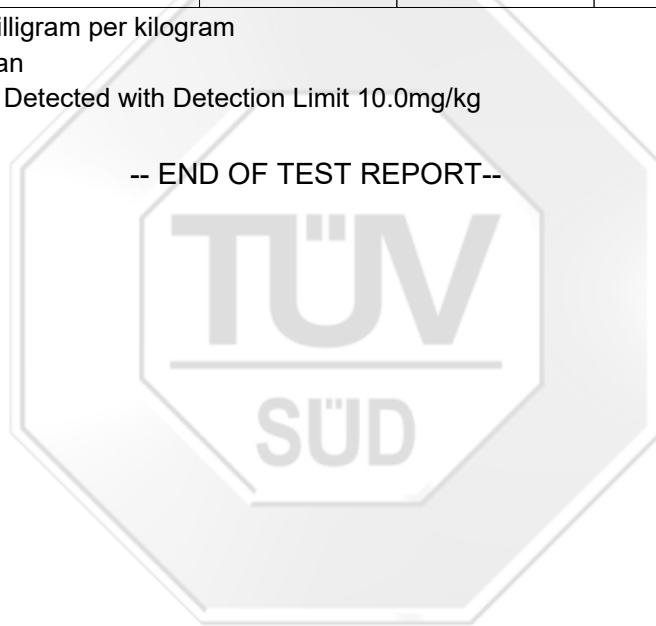 illigram per kilogram
an
Detected with Detection Limit 10.0mg/kg
-- END OF TEST REPORT--
TÜV
SÜD